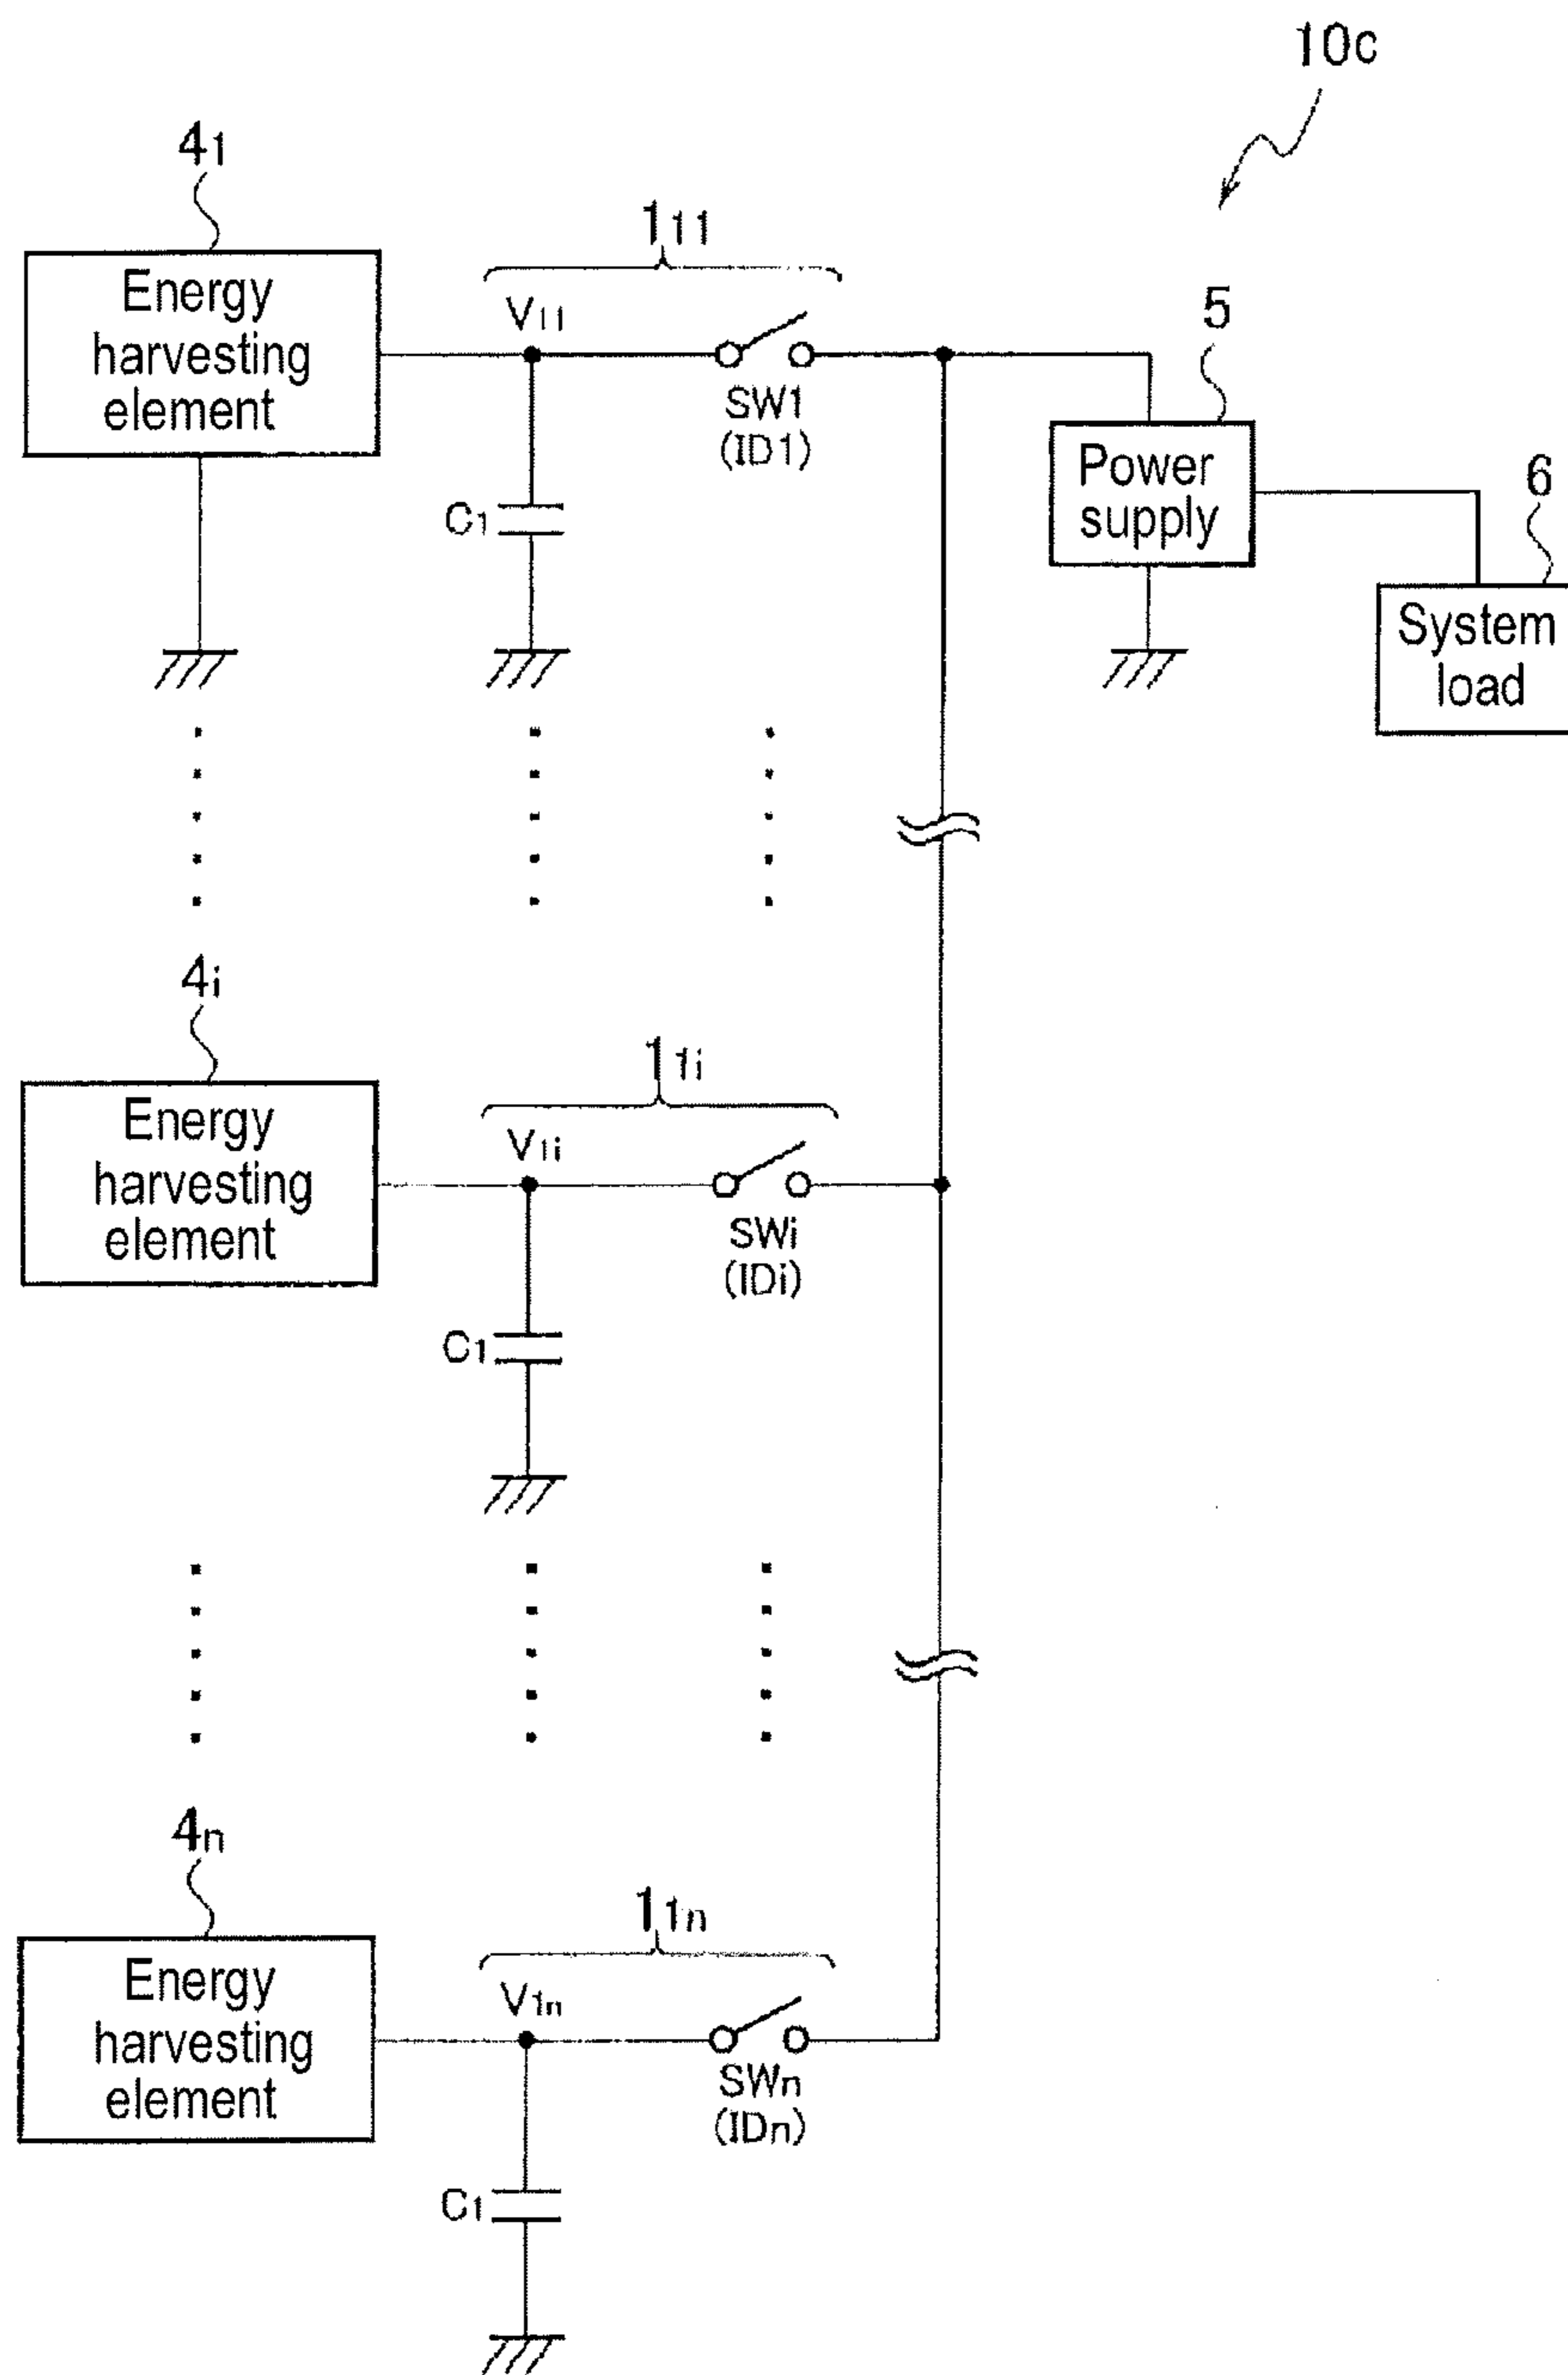 10c
41
111
Energy
harvesting
element
V11
SW1
(ID1)
C1
5
Power
supply
6
System
load
4i
11i
Energy
harvesting
element
V1i
SWi
(IDi)
C1
4n
11n
Energy
harvesting
element
V1n
SWn
(IDn)
C1